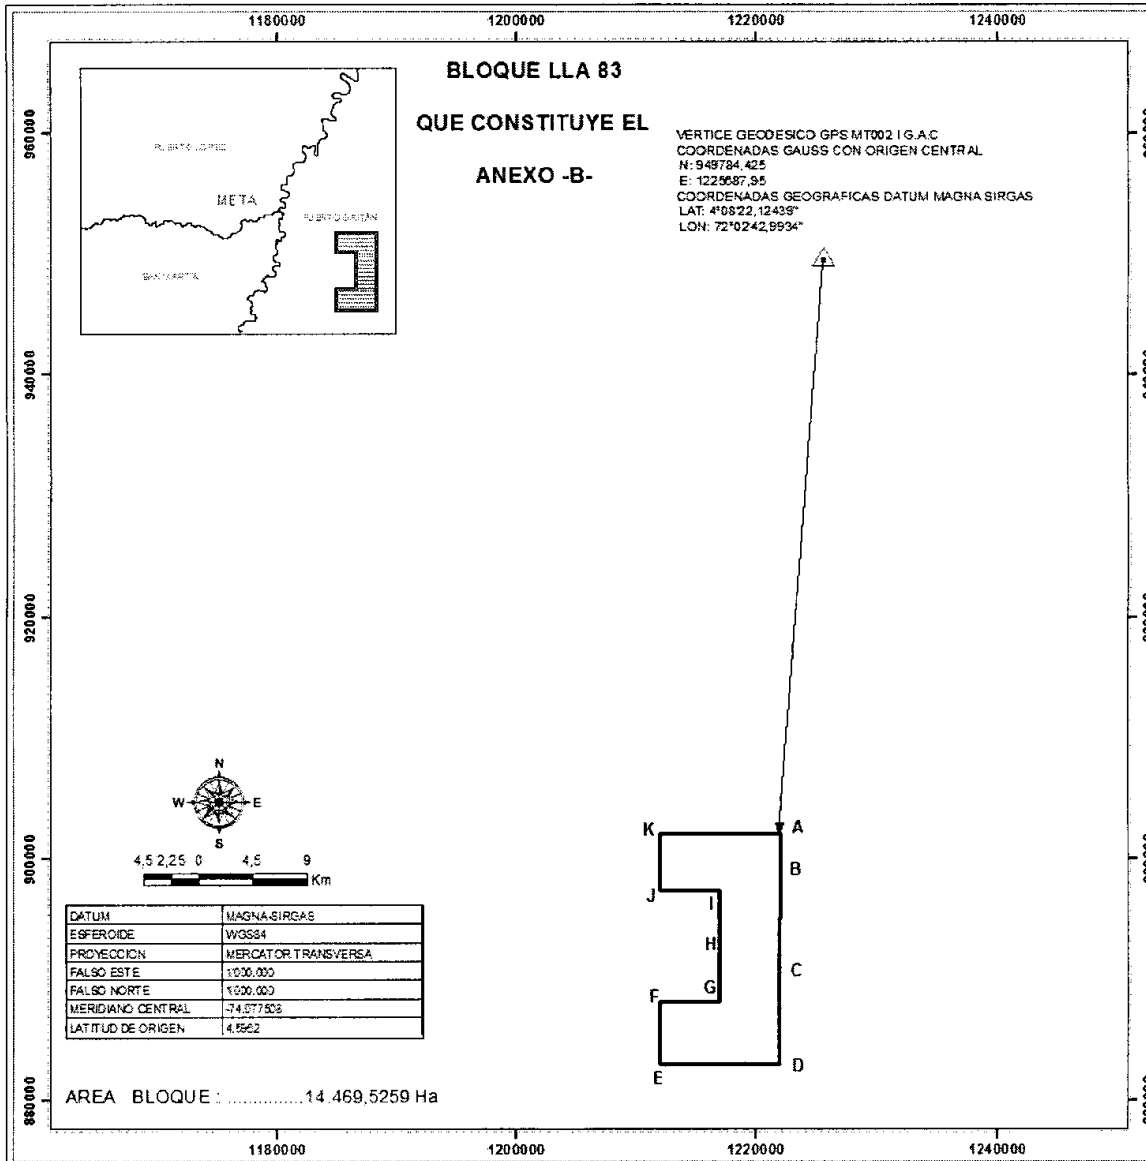 1180000 1200000 1220000 1240000
BLOQUE LLA 83
QUE CONSTITUYE EL
ANEXO -B-
META
VERTICE GEODESICO GPS MT002 I G.A.C
COORDENADAS GAUSS CON ORIGEN CENTRAL
N: 949784,425
E: 1225687,95
COORDENADAS GEOGRAFICAS DATUM MAGNA SIRGAS
LAT: 4°08'22,12439"
LON: 72°02'42,9934"
960000
940000
920000
900000
880000
N
W E
S
4,5 2,25 0 4,5 9
Km
DATUM MAGNA-SIRGAS
ESFEROIDE WGS84
PROYECCION MERCATOR TRANSVERSA
FALSO ESTE 1'000.000
FALSO NORTE 1'000.000
MERIDIANO CENTRAL -74.077508
LATITUD DE ORIGEN 4.5962
K A
B
J I
H
C
F G
E D
AREA BLOQUE : ...............14.469,5259 Ha
1180000 1200000 1220000 1240000